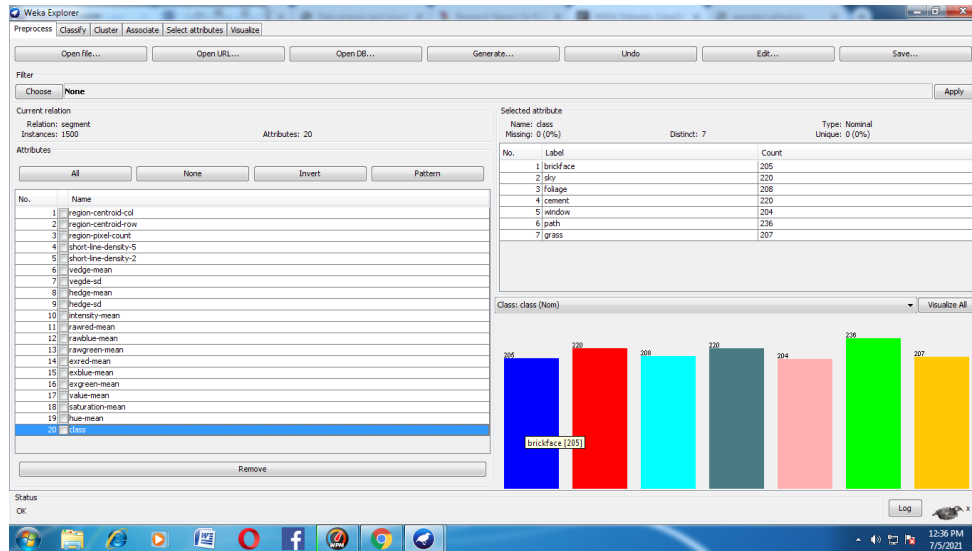 Weka Explorer
Preprocess Classify Cluster Associate Select attributes Visualize
Open file... Open URL... Open DB... Generate... Undo Edit... Save...
Filter
Choose None Apply
Current relation
Relation: segment
Instances: 1500 Attributes: 20
Attributes
All None Invert Pattern
No. Name
1 region-centroid-col
2 region-centroid-row
3 region-pixel-count
4 short-line-density-5
5 short-line-density-2
6 vedge-mean
7 vegde-sd
8 hedge-mean
9 hedge-sd
10 intensity-mean
11 rawred-mean
12 rawblue-mean
13 rawgreen-mean
14 exred-mean
15 exblue-mean
16 exgreen-mean
17 value-mean
18 saturation-mean
19 hue-mean
20 class
Remove
Selected attribute
Name: class Type: Nominal
Missing: 0 (0%) Distinct: 7 Unique: 0 (0%)
No. Label Count
1 brickface 205
2 sky 220
3 foliage 208
4 cement 220
5 window 204
6 path 236
7 grass 207
Class: class (Nom) Visualize All
205 220 208 220 204 236 207
brickface [205]
Status
OK
Log x
WPM
12:36 PM
7/5/2021